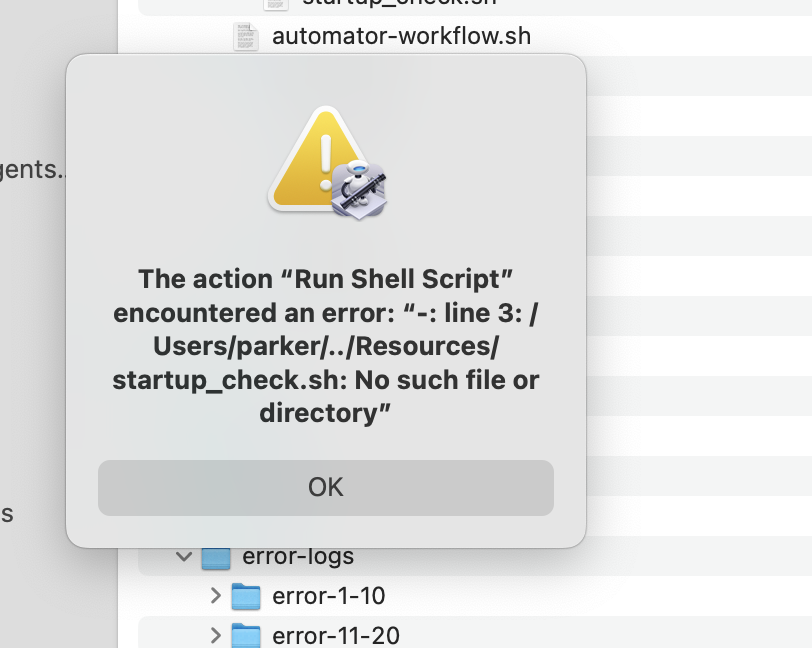 startup_check.sh
automator-workflow.sh
gents..
The action “Run Shell Script”
encountered an error: “-: line 3: /
Users/parker/../Resources/
startup_check.sh: No such file or
directory”
OK
s
error-logs
error-1-10
error-11-20